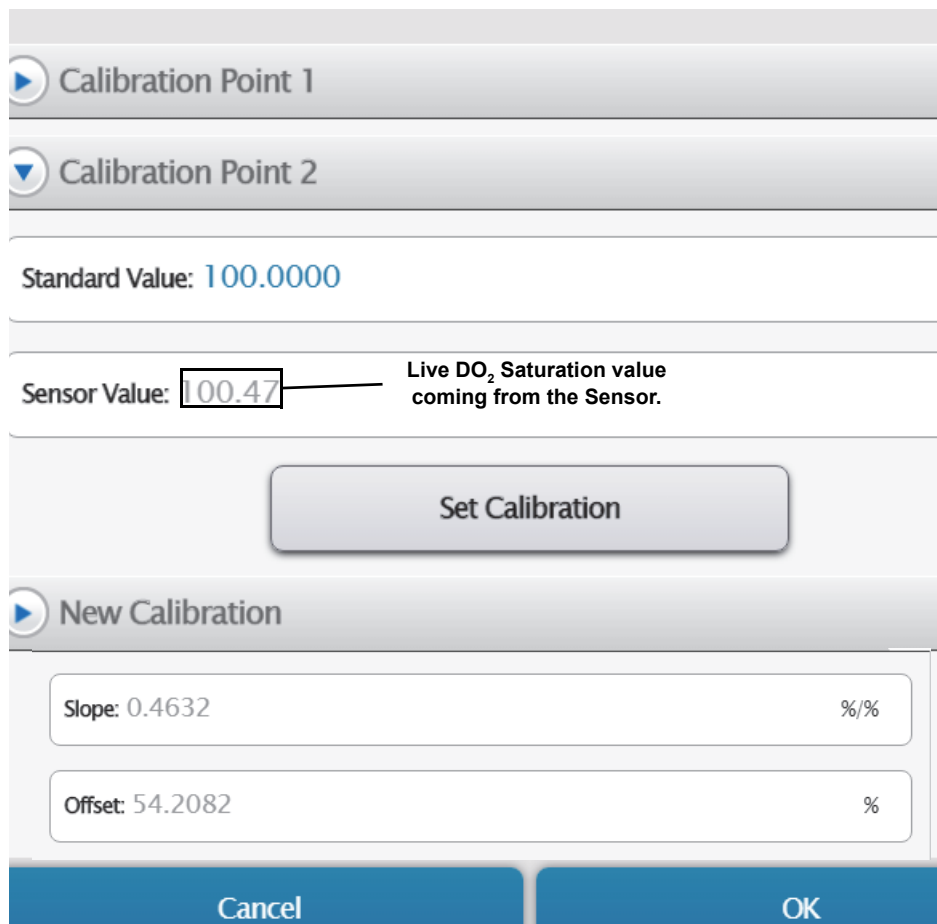 Calibration Point 1
Calibration Point 2
Standard Value: 100.0000
Sensor Value: 100.47
Live DO₂ Saturation value
coming from the Sensor.
Set Calibration
New Calibration
Slope: 0.4632 %/%
Offset: 54.2082 %
Cancel OK